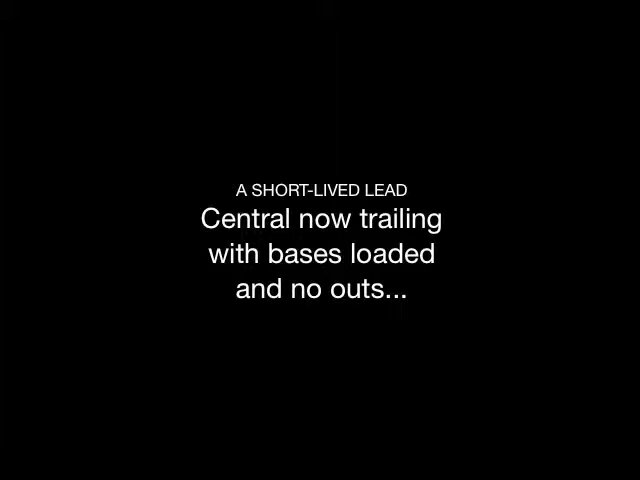 A SHORT-LIVED LEAD
Central now trailing
with bases loaded
and no outs...